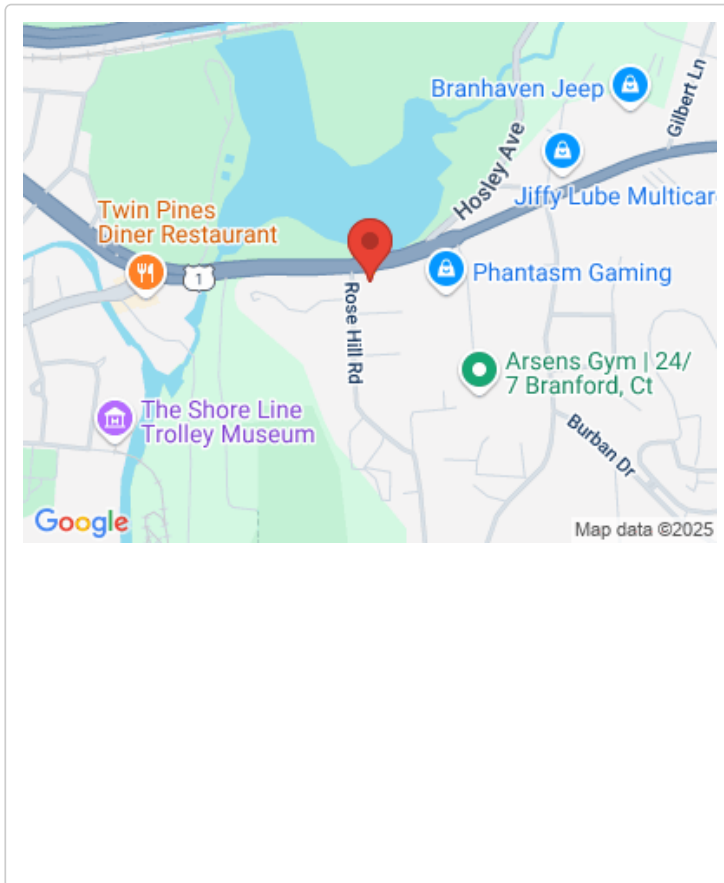 Branhaven Jeep
Gilbert Ln
Hosley Ave
Jiffy Lube Multicar
Twin Pines
Diner Restaurant
1
Phantasm Gaming
Rose Hill Rd
Arsens Gym | 24/
7 Branford, Ct
The Shore Line
Trolley Museum
Burban Dr
Google
Map data ©2025